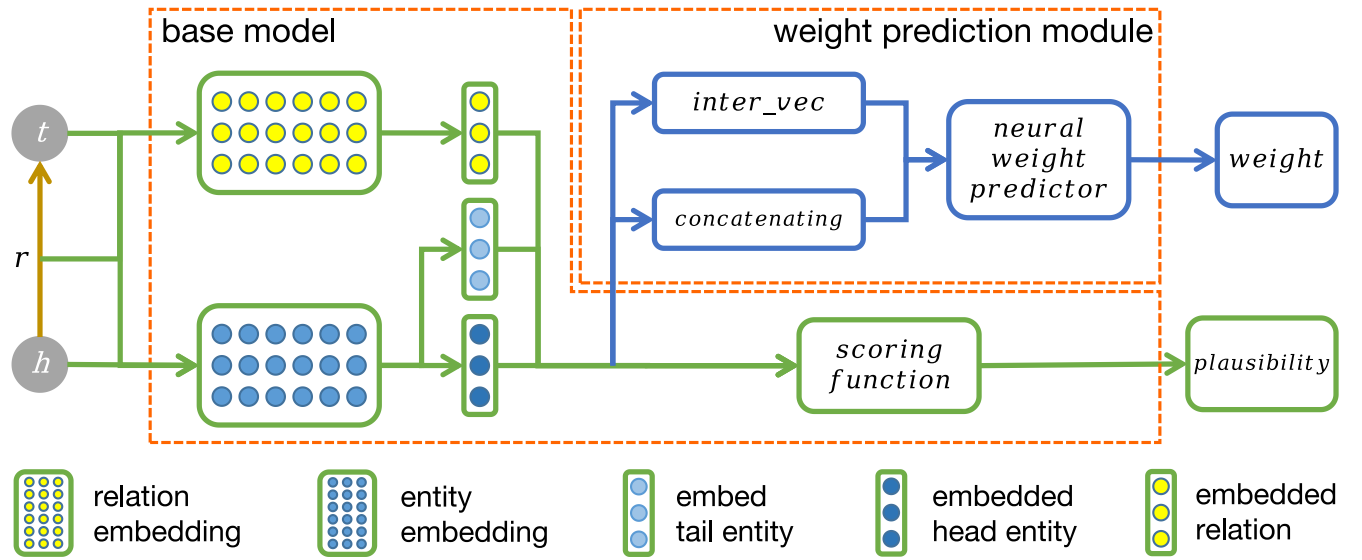 base model
weight prediction module
t
r
h
inter_vec
concatenating
neural
weight
predictor
weight
scoring
function
plausibility
relation
embedding
entity
embedding
embed
tail entity
embedded
head entity
embedded
relation